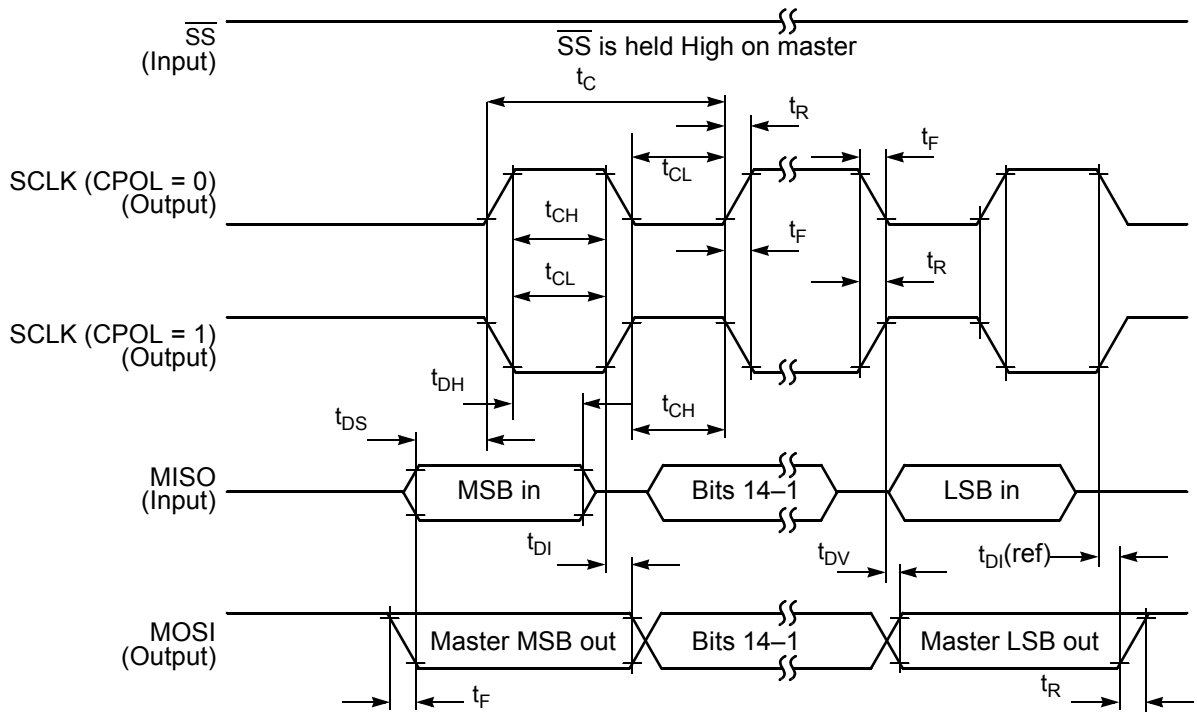 SS
(Input)
SS is held High on master
tC
tR
tF
tCL
SCLK (CPOL = 0)
(Output)
tCH
tF
tR
tCL
SCLK (CPOL = 1)
(Output)
tDH
tCH
tDS
MISO
(Input)
MSB in
Bits 14–1
LSB in
tDI
tDV
tDI(ref)
MOSI
(Output)
Master MSB out
Bits 14–1
Master LSB out
tF
tR